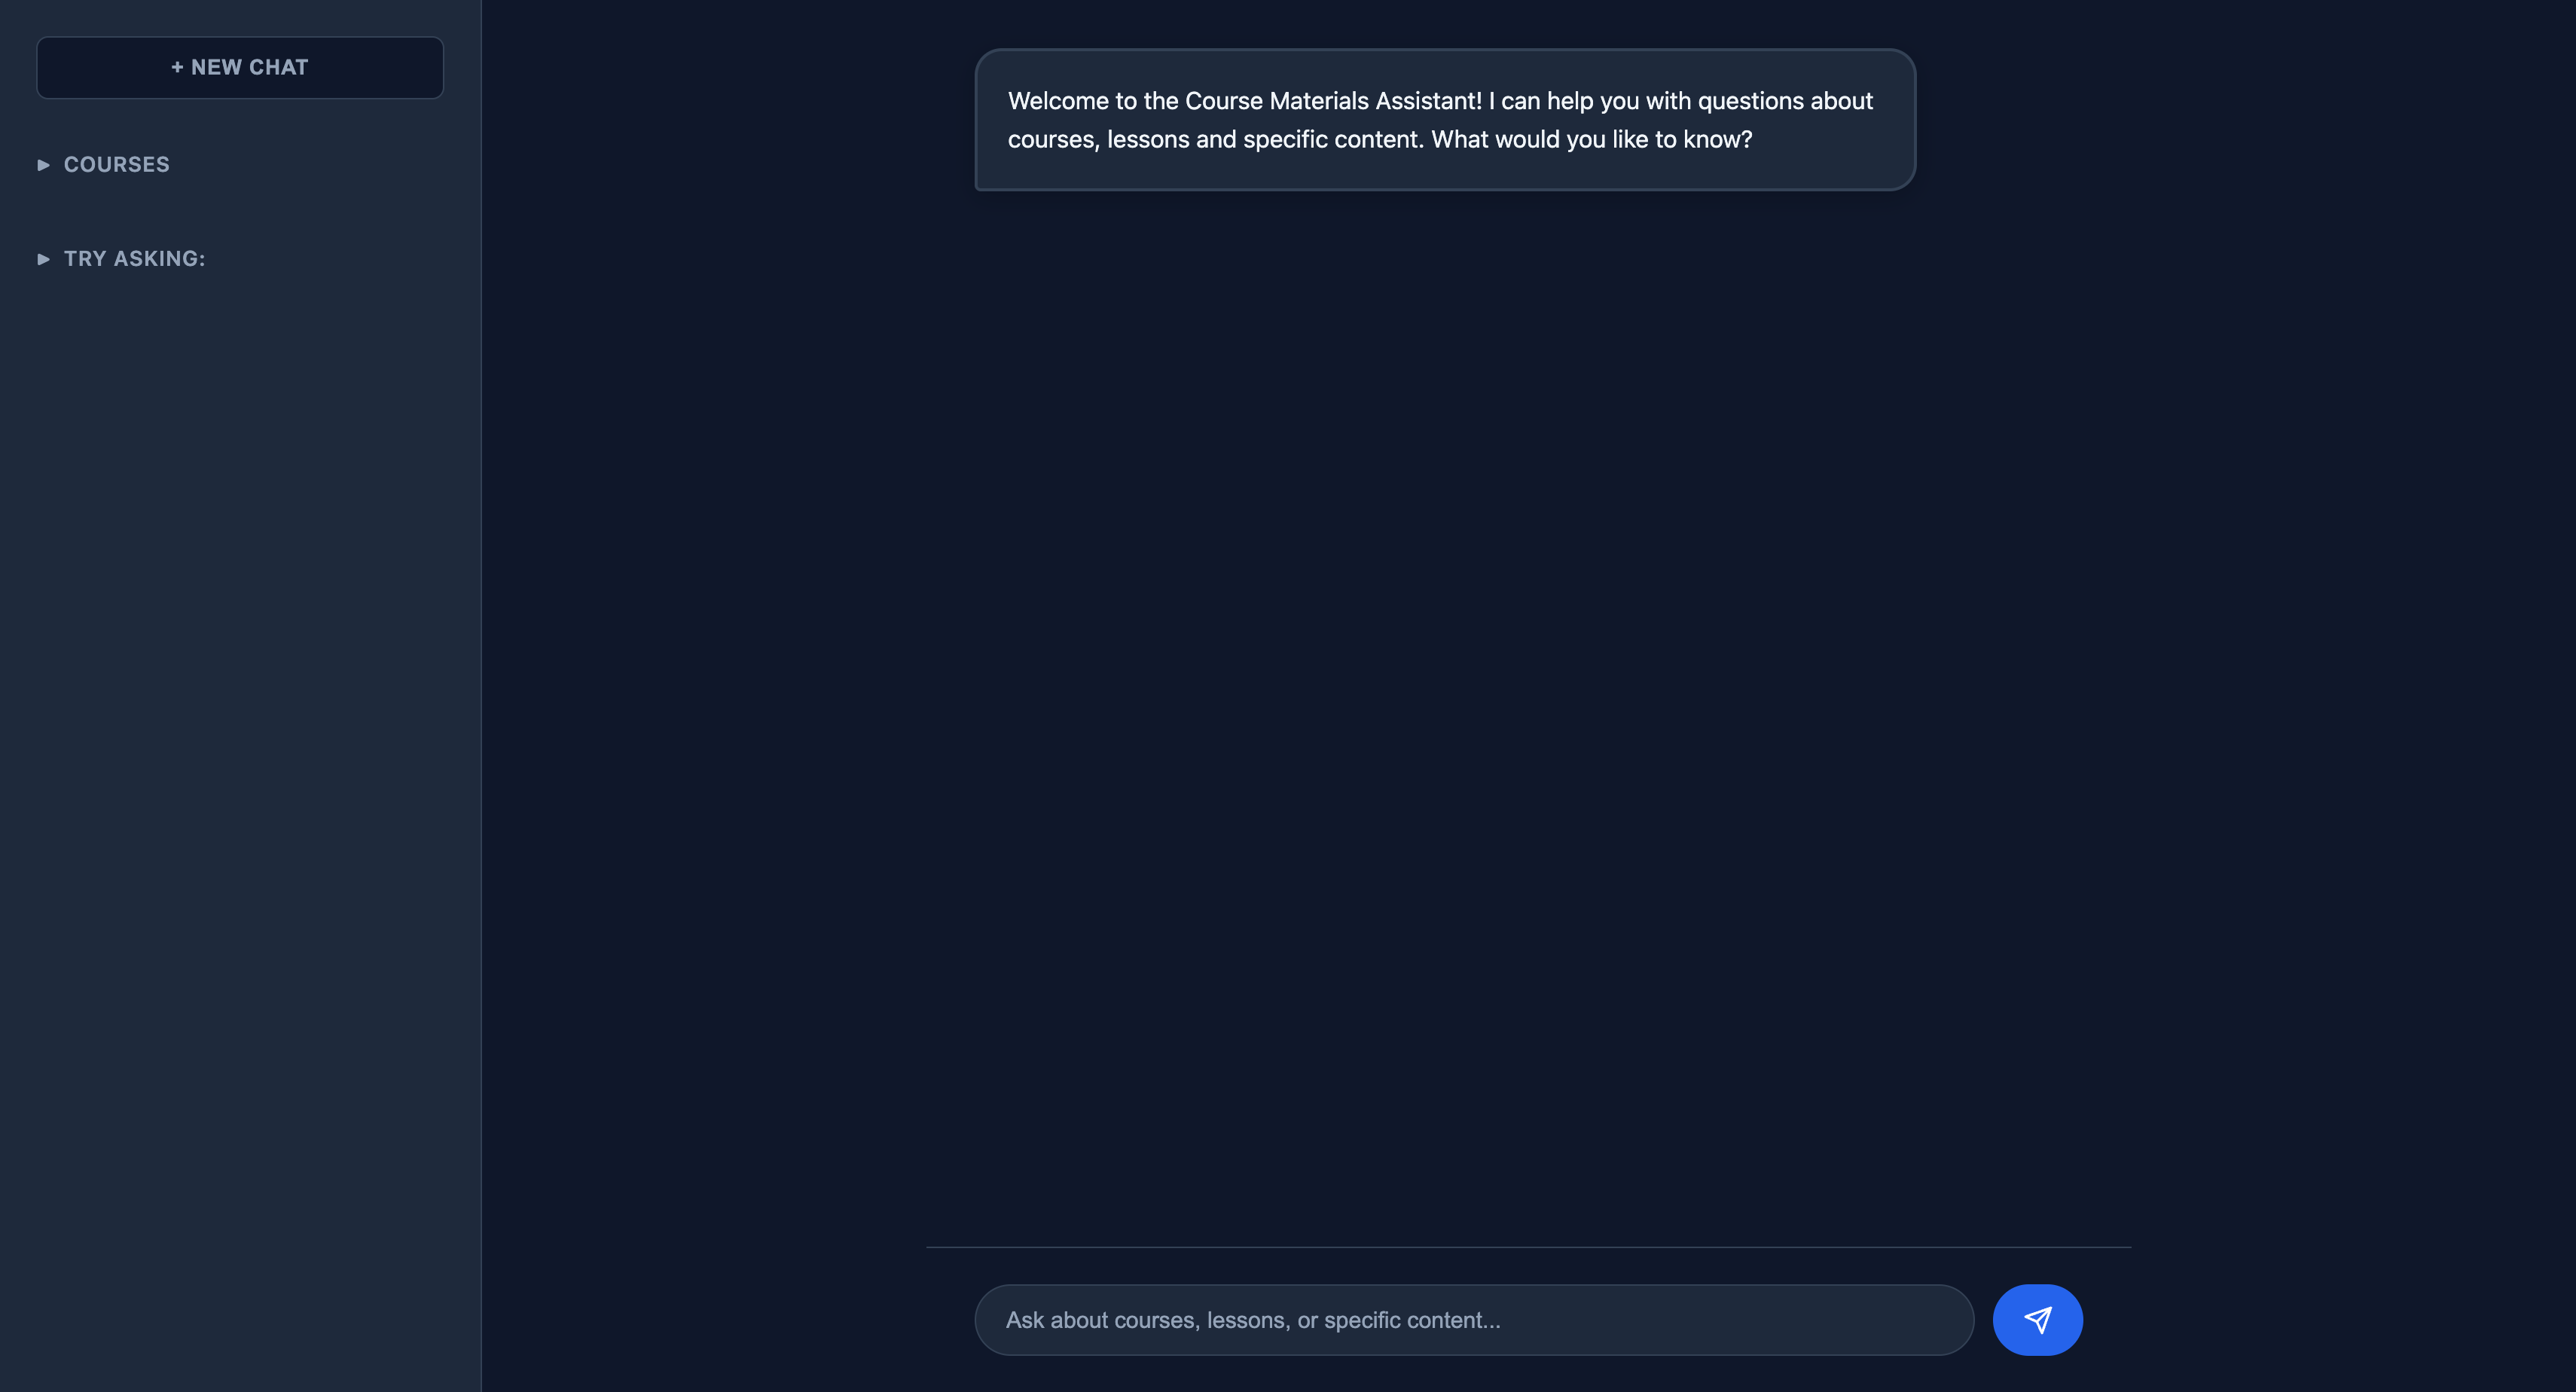 + NEW CHAT
COURSES
TRY ASKING:
Welcome to the Course Materials Assistant! I can help you with questions about
courses, lessons and specific content. What would you like to know?
Ask about courses, lessons, or specific content...